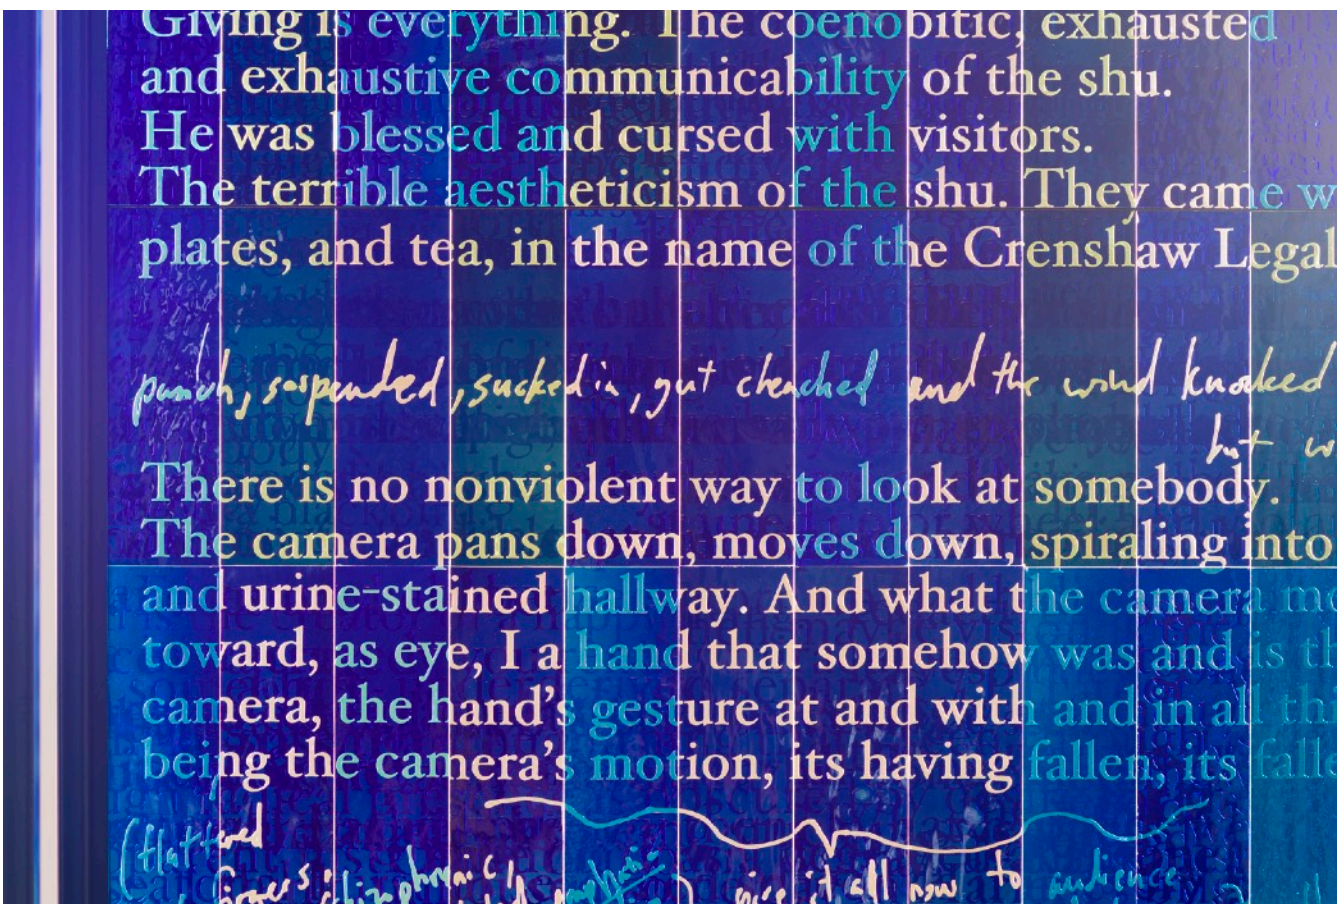 Giving is everything. The coenobitic, exhausted
and exhaustive communicability of the shu.
He was blessed and cursed with visitors.
The terrible aestheticism of the shu. They came w
plates, and tea, in the name of the Crenshaw Legal
punch, suspended, sucked in, gut clenched and the wind knocked
but w
There is no nonviolent way to look at somebody.
The camera pans down, moves down, spiraling into
and urine-stained hallway. And what the camera mo
toward, as eye, I a hand that somehow was and is th
camera, the hand's gesture at and with and in all thi
being the camera's motion, its having fallen, its falle
(flattened
schizophrenic, it all now to audience